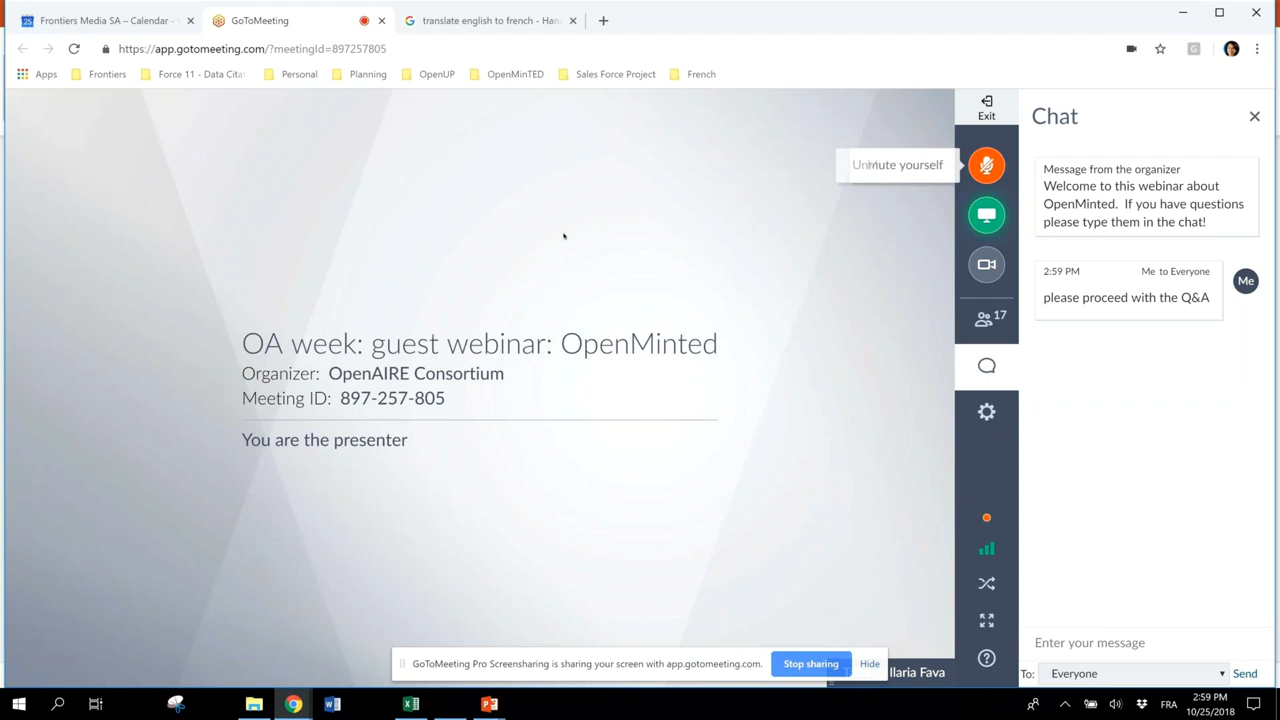 25
Frontiers Media SA – Calendar -
GoToMeeting
translate english to french - Han
https://app.gotomeeting.com/?meetingId=897257805
Apps
Frontiers
Force 11 - Data Cita
Personal
Planning
OpenUP
OpenMinTED
Sales Force Project
French
Exit
mute yourself
17
OA week: guest webinar: OpenMinted
Organizer: OpenAIRE Consortium
Meeting ID: 897-257-805
You are the presenter
Chat
Message from the organizer
Welcome to this webinar about
OpenMinted. If you have questions
please type them in the chat!
2:59 PM Me to Everyone
please proceed with the Q&A
Me
Enter your message
To: Everyone Send
GoToMeeting Pro Screensharing is sharing your screen with app.gotomeeting.com. Stop sharing Hide
Ilaria Fava
FRA
2:59 PM
10/25/2018